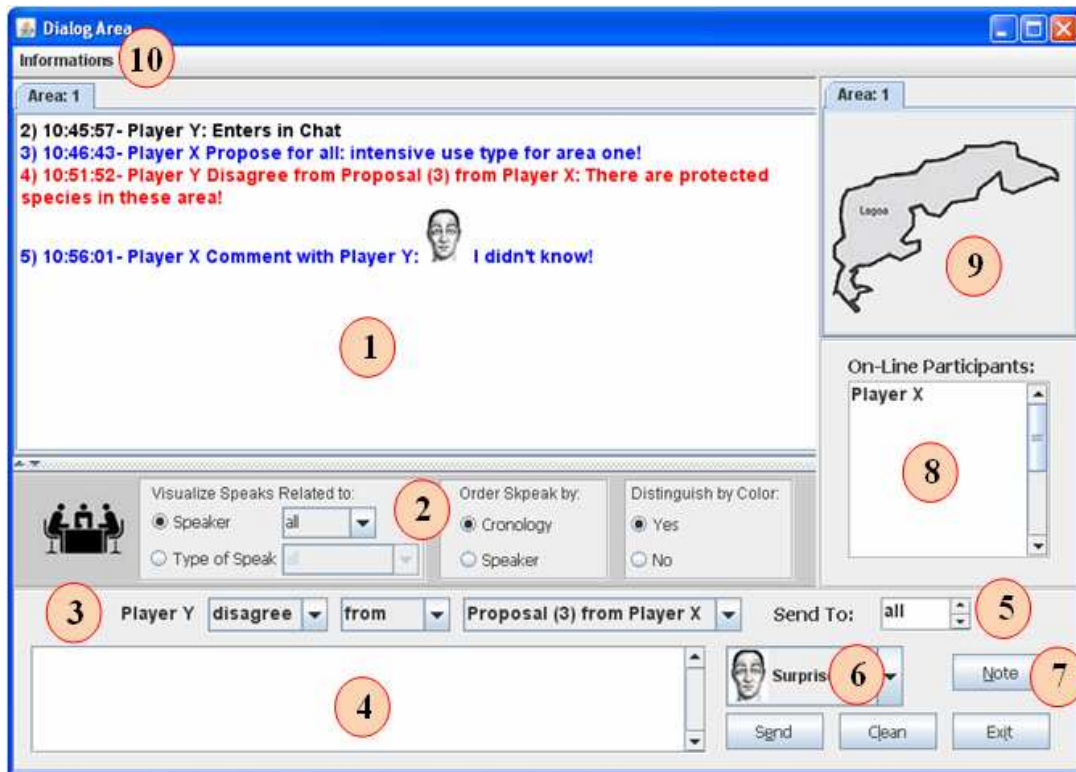 Dialog Area
Informations 10
Area: 1
2) 10:45:57- Player Y: Enters in Chat
3) 10:46:43- Player X Propose for all: intensive use type for area one!
4) 10:51:52- Player Y Disagree from Proposal (3) from Player X: There are protected
species in these area!
5) 10:56:01- Player X Comment with Player Y: I didn't know!
1
Area: 1
Lagoa
9
On-Line Participants:
Player X
8
Visualize Speaks Related to:
Speaker all
Type of Speak all
2
Order Skpeak by:
Cronology
Speaker
Distinguish by Color:
Yes
No
3 Player Y disagree from Proposal (3) from Player X Send To: all 5
4
Surpris 6
Note 7
Send Clean Exit